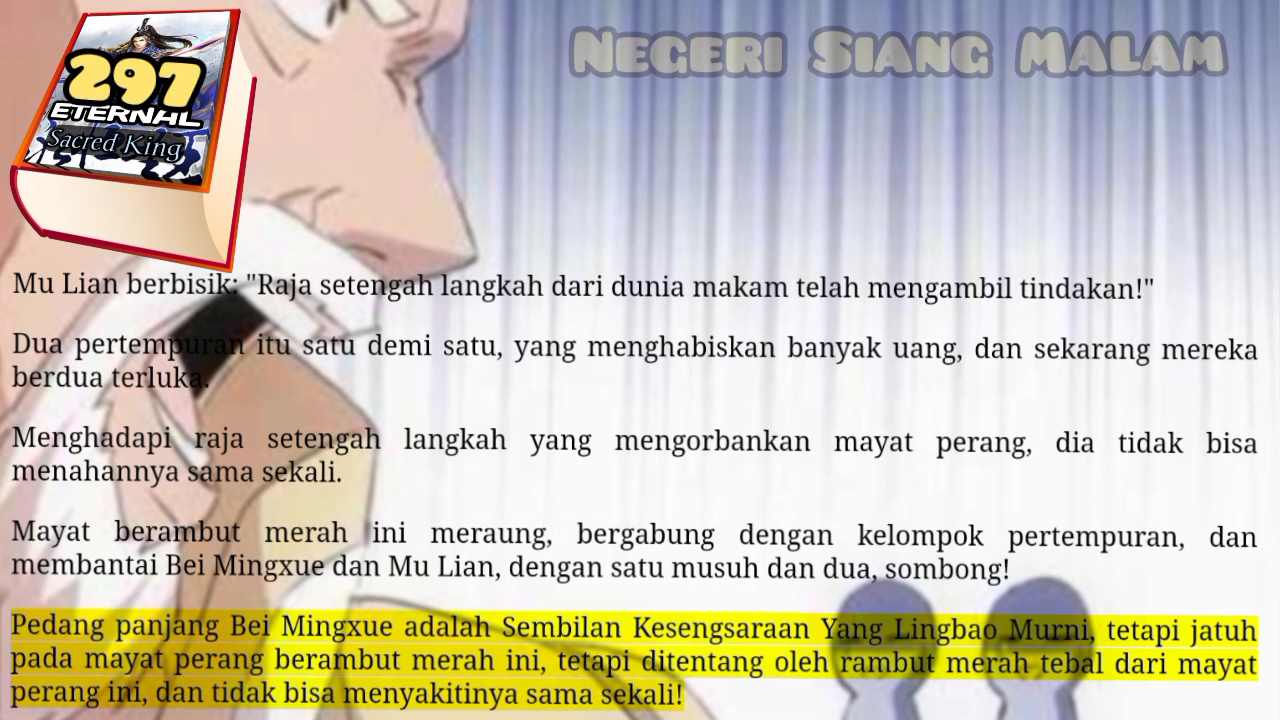 297
ETERNAL
Sacred King
NEGERI SIANG MALAM
Mu Lian berbisik: "Raja setengah langkah dari dunia makam telah mengambil tindakan!"
Dua pertempuran itu satu demi satu, yang menghabiskan banyak uang, dan sekarang mereka
berdua terluka.
Menghadapi raja setengah langkah yang mengorbankan mayat perang, dia tidak bisa
menahannya sama sekali.
Mayat berambut merah ini meraung, bergabung dengan kelompok pertempuran, dan
membantai Bei Mingxue dan Mu Lian, dengan satu musuh dan dua, sombong!
Pedang panjang Bei Mingxue adalah Sembilan Kesengsaraan Yang Lingbao Murni, tetapi jatuh
pada mayat perang berambut merah ini, tetapi ditentang oleh rambut merah tebal dari mayat
perang ini, dan tidak bisa menyakitinya sama sekali!